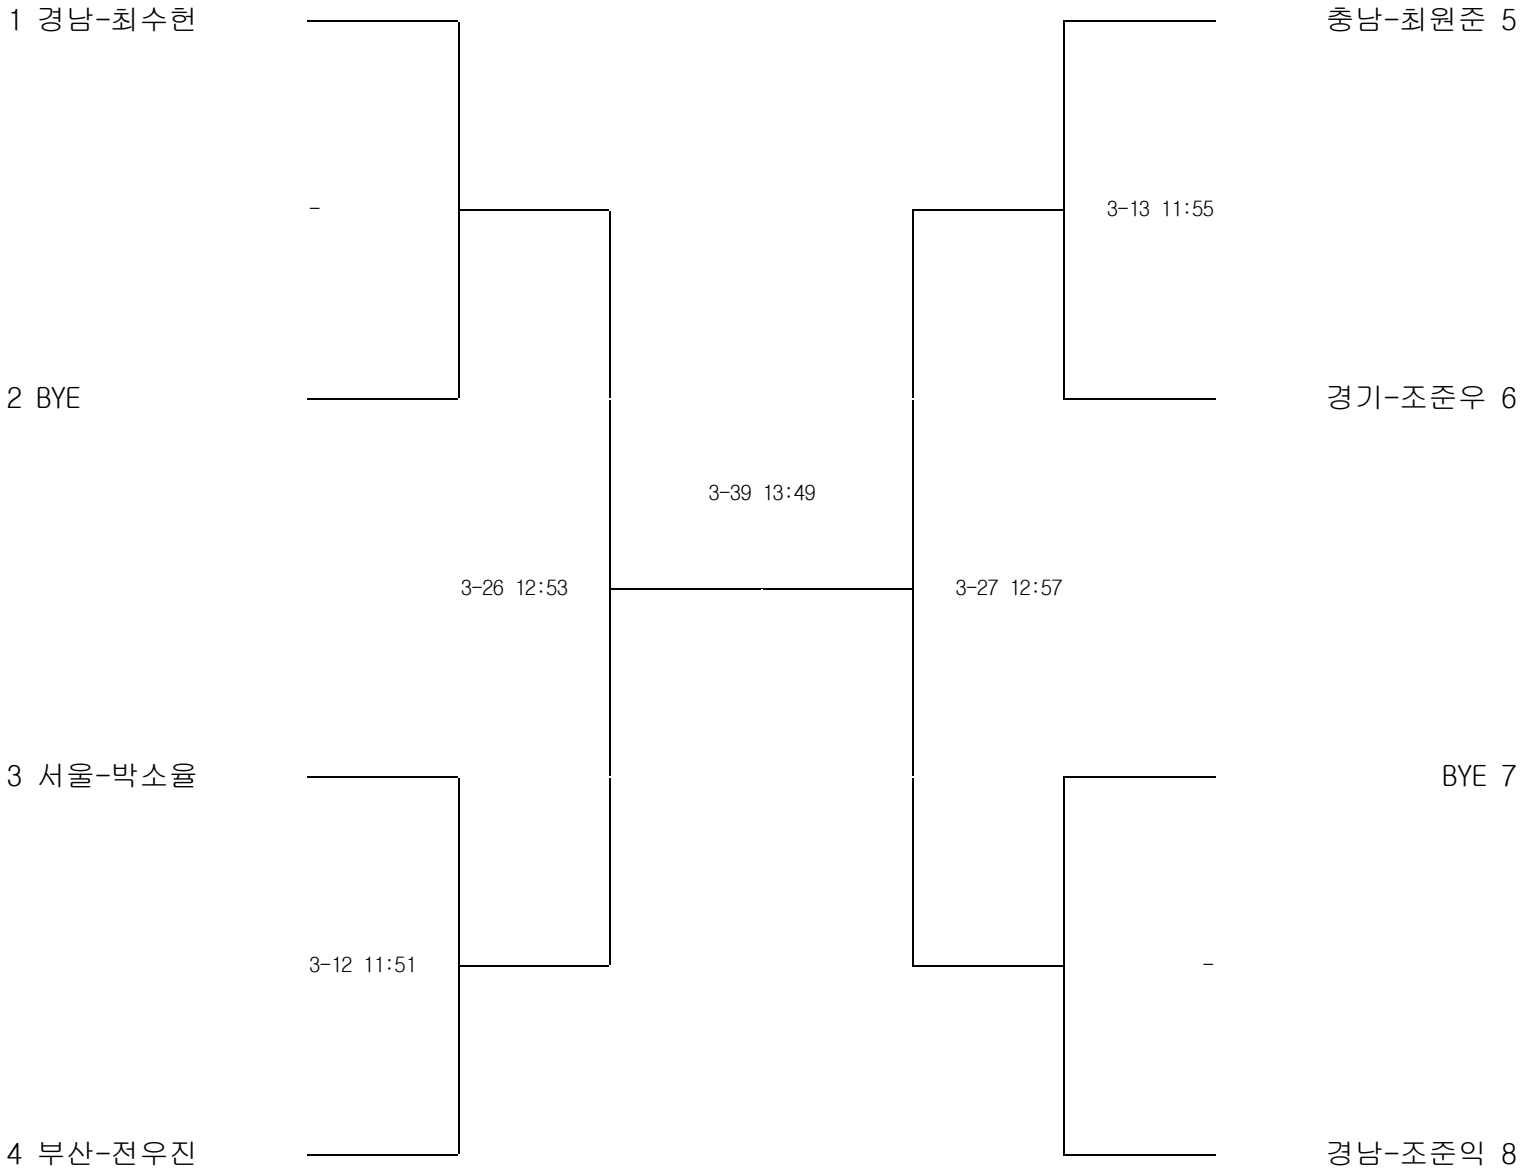 1 경남-최수헌
충남-최원준 5
-
3-13 11:55
2 BYE
경기-조준우 6
3-39 13:49
3-26 12:53
3-27 12:57
3 서울-박소율
BYE 7
3-12 11:51
-
4 부산-전우진
경남-조준익 8